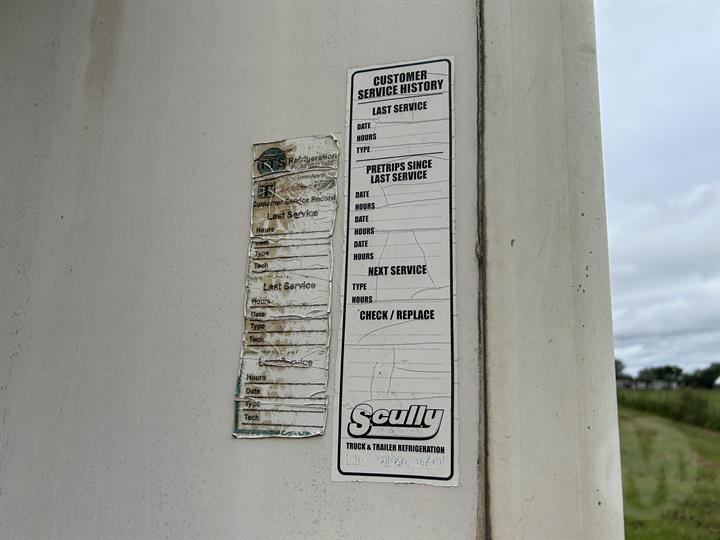 Refrigeration
Customer Service Record
Last Service
Hours
Date
Type
Tech
Last Service
Hours
Date
Type
Tech
Service
Hours
Date
Type
Tech
CUSTOMER
SERVICE HISTORY
LAST SERVICE
DATE
HOURS
TYPE
PRETRIPS SINCE
LAST SERVICE
DATE
HOURS
DATE
HOURS
DATE
HOURS
NEXT SERVICE
TYPE
HOURS
CHECK / REPLACE
Scully
TRUCK & TRAILER REFRIGERATION